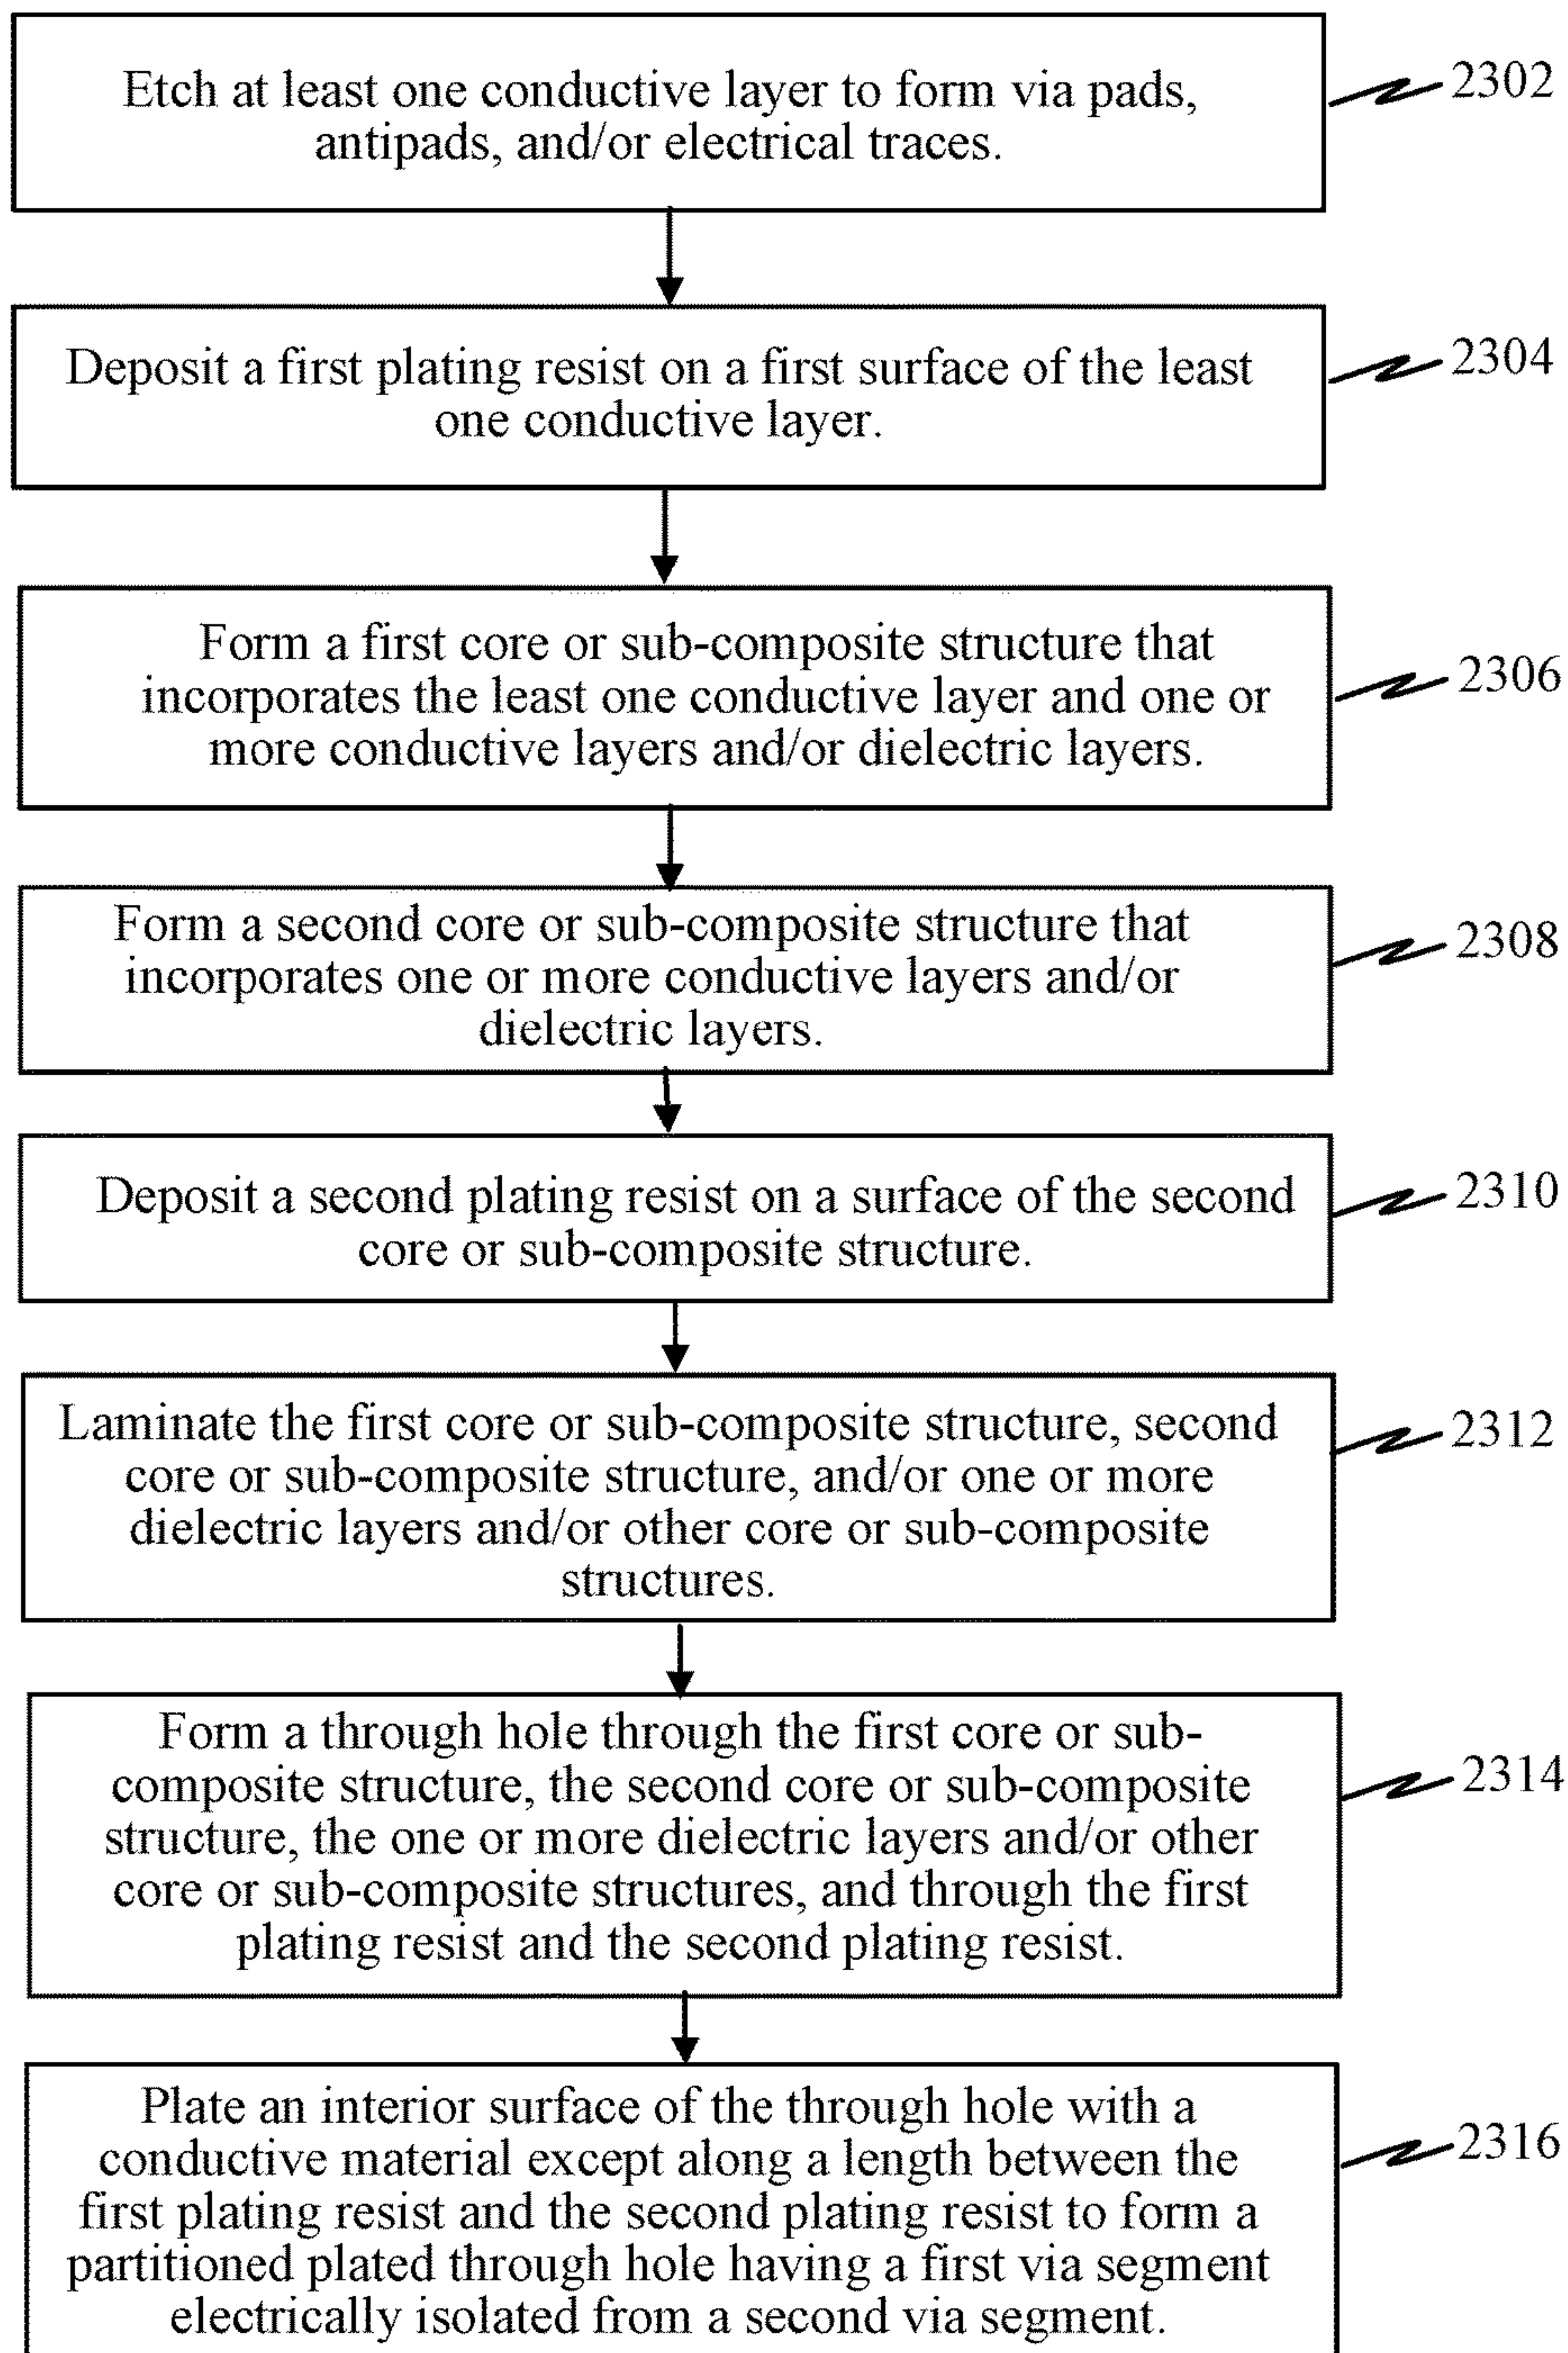 Etch at least one conductive layer to form via pads,
antipads, and/or electrical traces.
2302
Deposit a first plating resist on a first surface of the least
one conductive layer.
2304
Form a first core or sub-composite structure that
incorporates the least one conductive layer and one or
more conductive layers and/or dielectric layers.
2306
Form a second core or sub-composite structure that
incorporates one or more conductive layers and/or
dielectric layers.
2308
Deposit a second plating resist on a surface of the second
core or sub-composite structure.
2310
Laminate the first core or sub-composite structure, second
core or sub-composite structure, and/or one or more
dielectric layers and/or other core or sub-composite
structures.
2312
Form a through hole through the first core or sub-
composite structure, the second core or sub-composite
structure, the one or more dielectric layers and/or other
core or sub-composite structures, and through the first
plating resist and the second plating resist.
2314
Plate an interior surface of the through hole with a
conductive material except along a length between the
first plating resist and the second plating resist to form a
partitioned plated through hole having a first via segment
electrically isolated from a second via segment.
2316